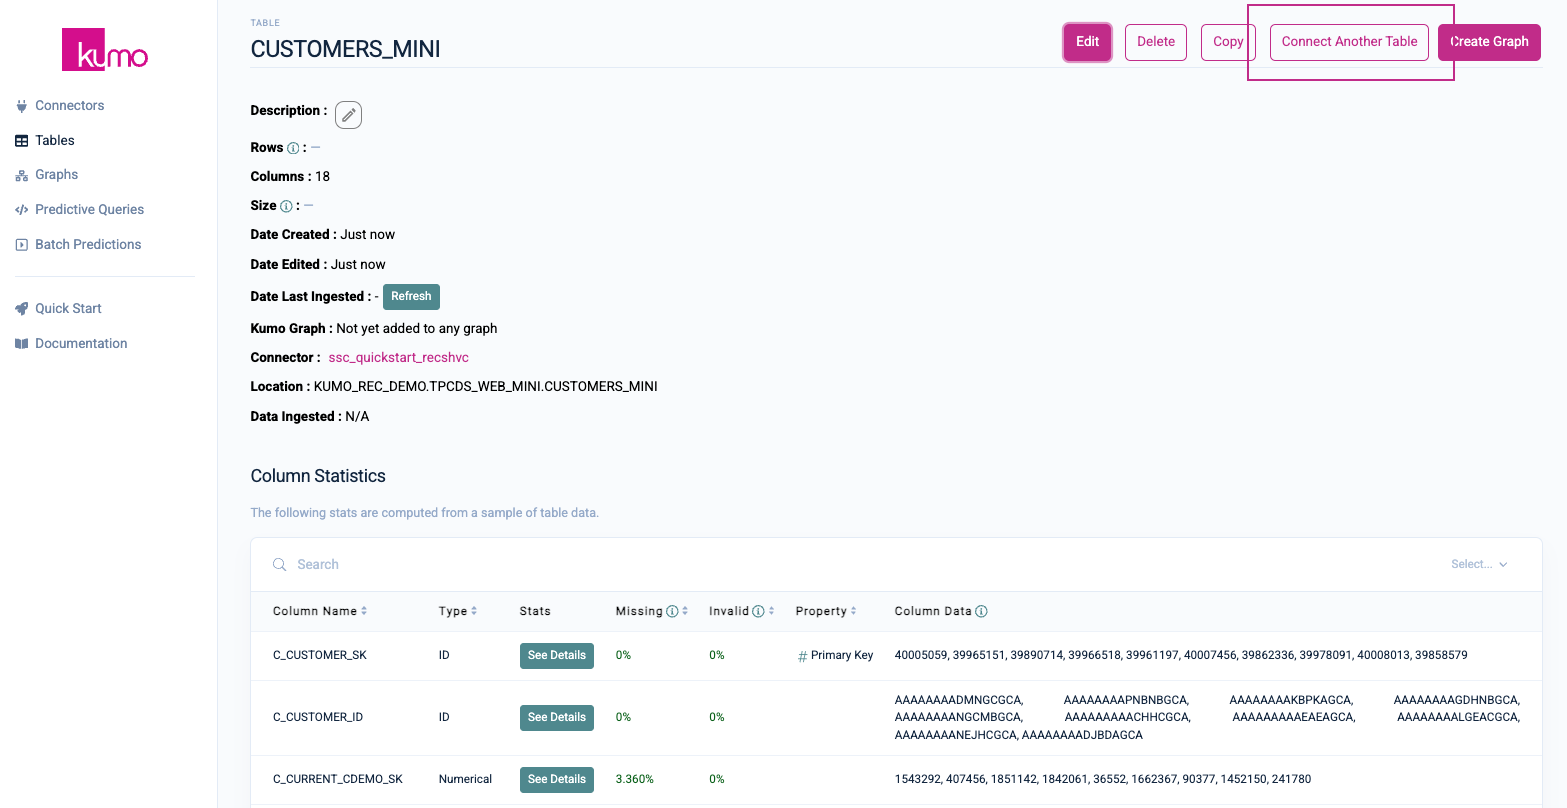 kumo
Connectors
Tables
Graphs
Predictive Queries
Batch Predictions
Quick Start
Documentation
TABLE
CUSTOMERS_MINI
Edit Delete Copy Connect Another Table Create Graph
Description :
Rows : —
Columns : 18
Size : —
Date Created : Just now
Date Edited : Just now
Date Last Ingested : - Refresh
Kumo Graph : Not yet added to any graph
Connector : ssc_quickstart_recshvc
Location : KUMO_REC_DEMO.TPCDS_WEB_MINI.CUSTOMERS_MINI
Data Ingested : N/A
Column Statistics
The following stats are computed from a sample of table data.
Search Select...
Column Name Type Stats Missing Invalid Property Column Data
C_CUSTOMER_SK ID See Details 0% 0% # Primary Key 40005059, 39965151, 39890714, 39966518, 39961197, 40007456, 39862336, 39978091, 40008013, 39858579
AAAAAAAADMNGCGCA, AAAAAAAAPNBNBGCA, AAAAAAAAKBPKAGCA, AAAAAAAAGDHNBGCA,
C_CUSTOMER_ID ID See Details 0% 0% AAAAAAAANGCMBGCA, AAAAAAAAACHHCGCA, AAAAAAAAAEAEAGCA, AAAAAAAALGEACGCA,
AAAAAAAANEJHCGCA, AAAAAAAADJBDAGCA
C_CURRENT_CDEMO_SK Numerical See Details 3.360% 0% 1543292, 407456, 1851142, 1842061, 36552, 1662367, 90377, 1452150, 241780